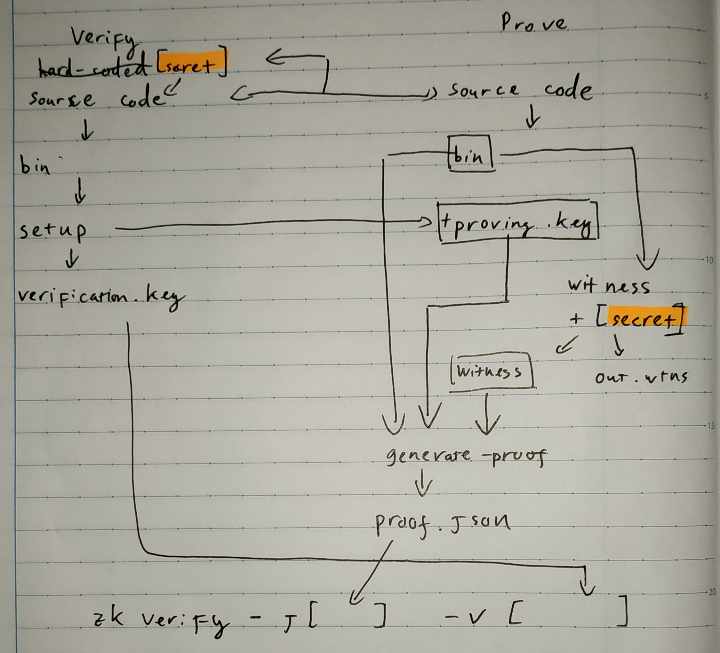 Verify
Prove
hard-coded [saret]
sourse code
source code
bin
bin
setup
+proving.key
verification.key
witness
+ [secret]
[witness]
out.wtns
generate-proof
proof.Json
zk verify - J [ ] -v [ ]